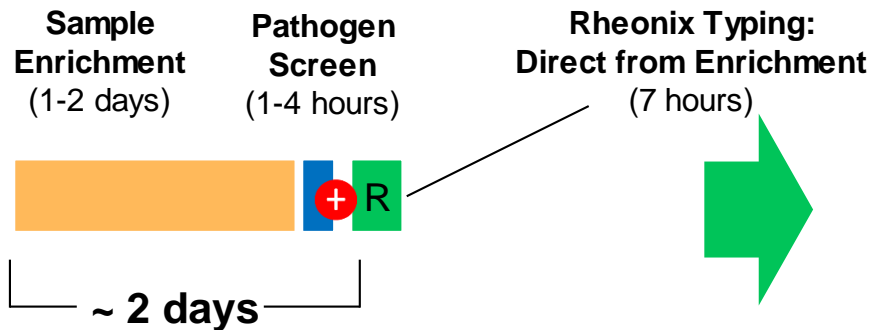 Sample
Enrichment
(1-2 days)
Pathogen
Screen
(1-4 hours)
Rheonix Typing:
Direct from Enrichment
(7 hours)
+
R
~ 2 days